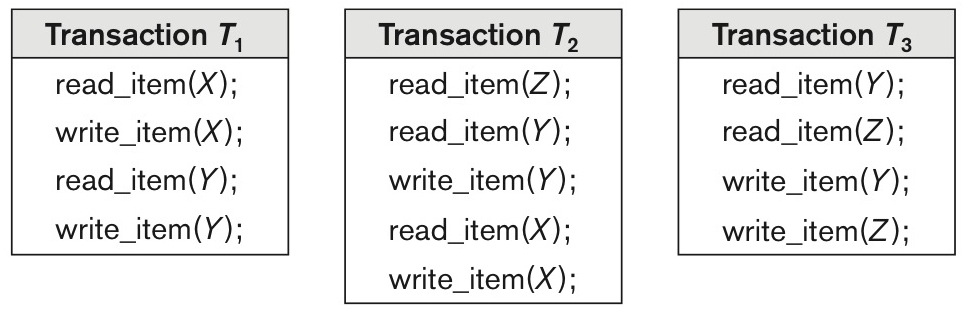 Transaction T1
read_item(X);
write_item(X);
read_item(Y);
write_item(Y);
Transaction T2
read_item(Z);
read_item(Y);
write_item(Y);
read_item(X);
write_item(X);
Transaction T3
read_item(Y);
read_item(Z);
write_item(Y);
write_item(Z);